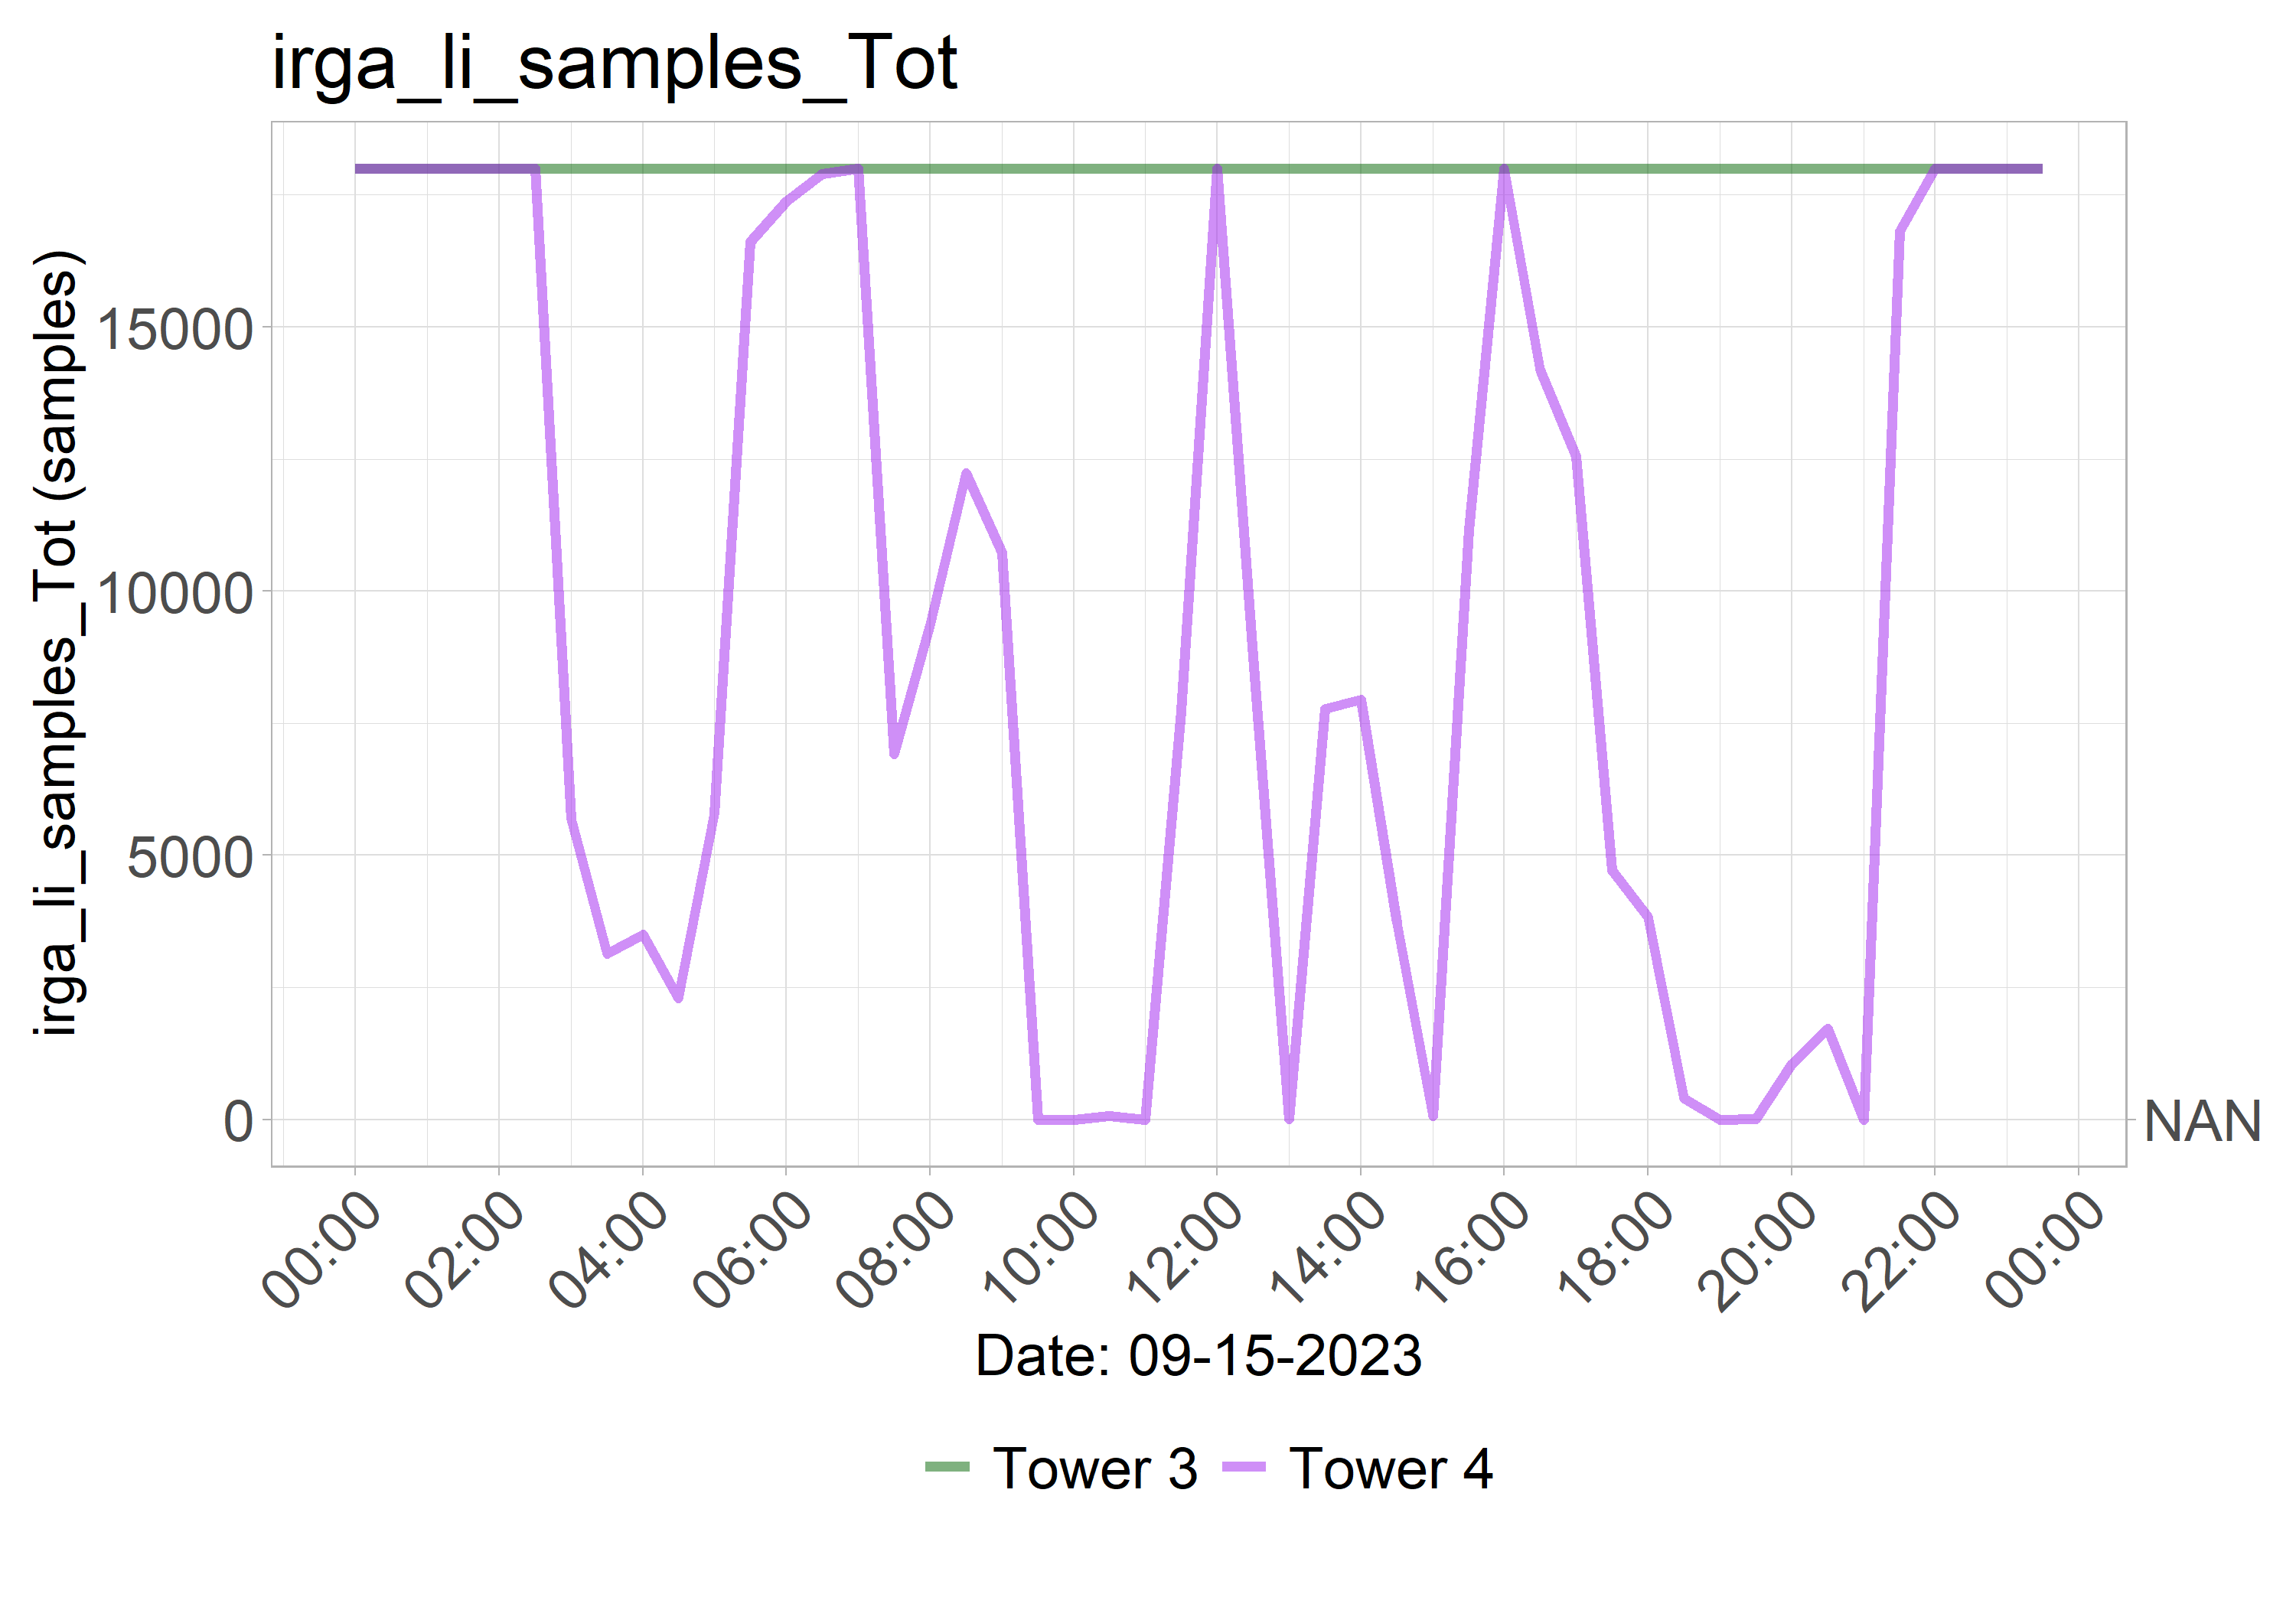 irga_li_samples_Tot
irga_li_samples_Tot (samples)
15000
10000
5000
0
NAN
00:00
02:00
04:00
06:00
08:00
10:00
12:00
14:00
16:00
18:00
20:00
22:00
00:00
Date: 09-15-2023
Tower 3
Tower 4